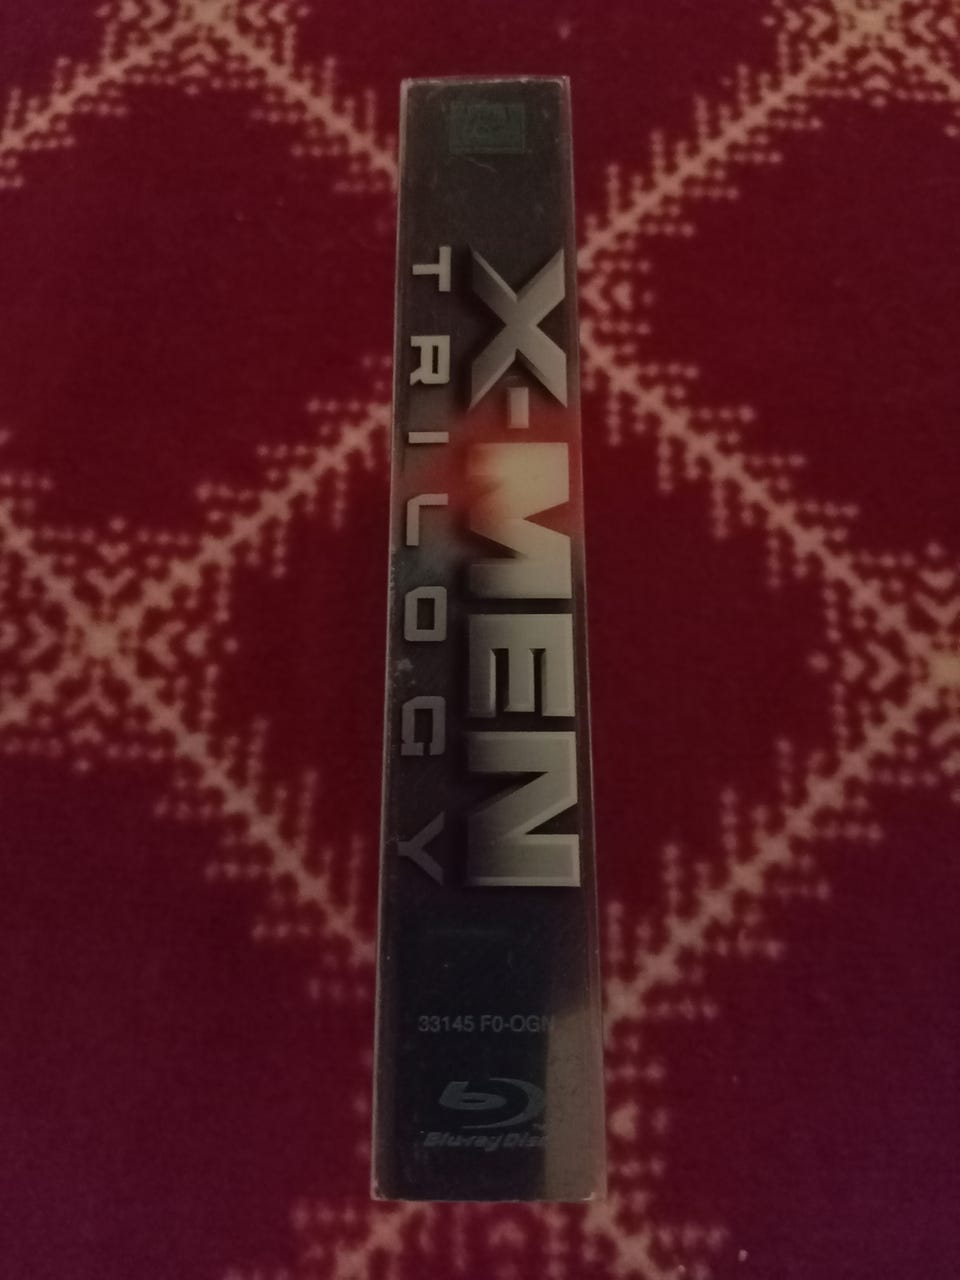 X-MEN
TRILOGY
33145 F0-OGN
Blu-ray Disc